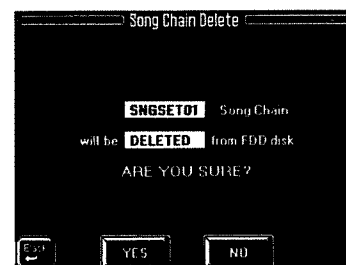 Song Chain Delete
SNGSET01 Song Chain
will be DELETED from FDD disk
ARE YOU SURE?
YES NO